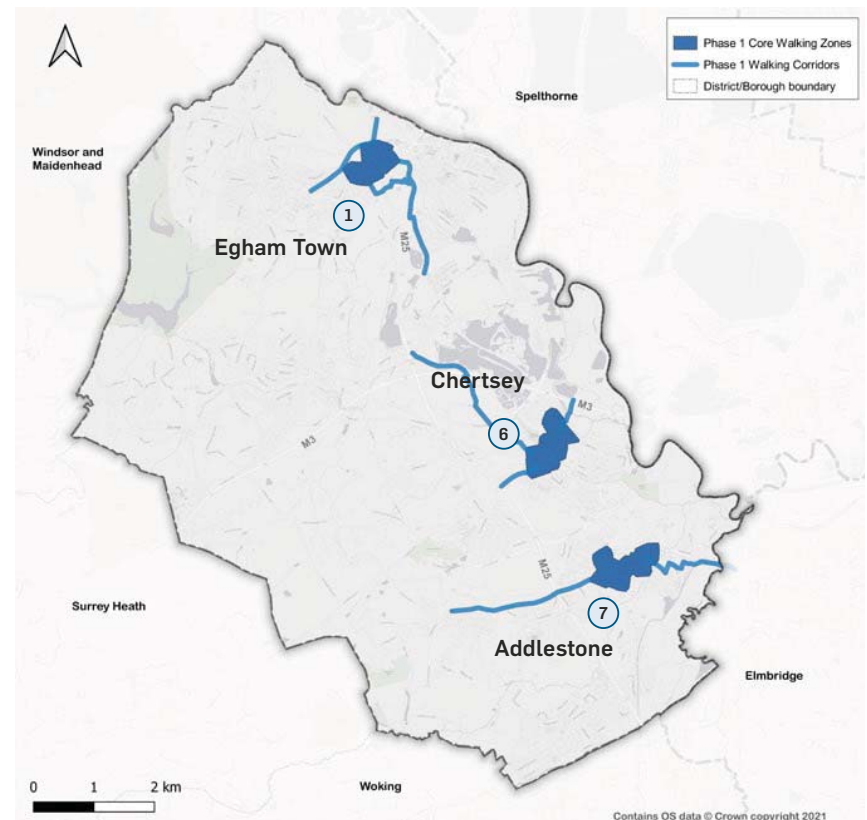 Phase 1 Core Walking Zones
Phase 1 Walking Corridors
District/Borough boundary
Spelthorne
Windsor and
Maidenhead
1
Egham Town
M25
Chertsey
M3
6
M3
M25
7
Surrey Heath
Addlestone
Elmbridge
0 1 2 km
Woking
Contains OS data © Crown copyright 2021